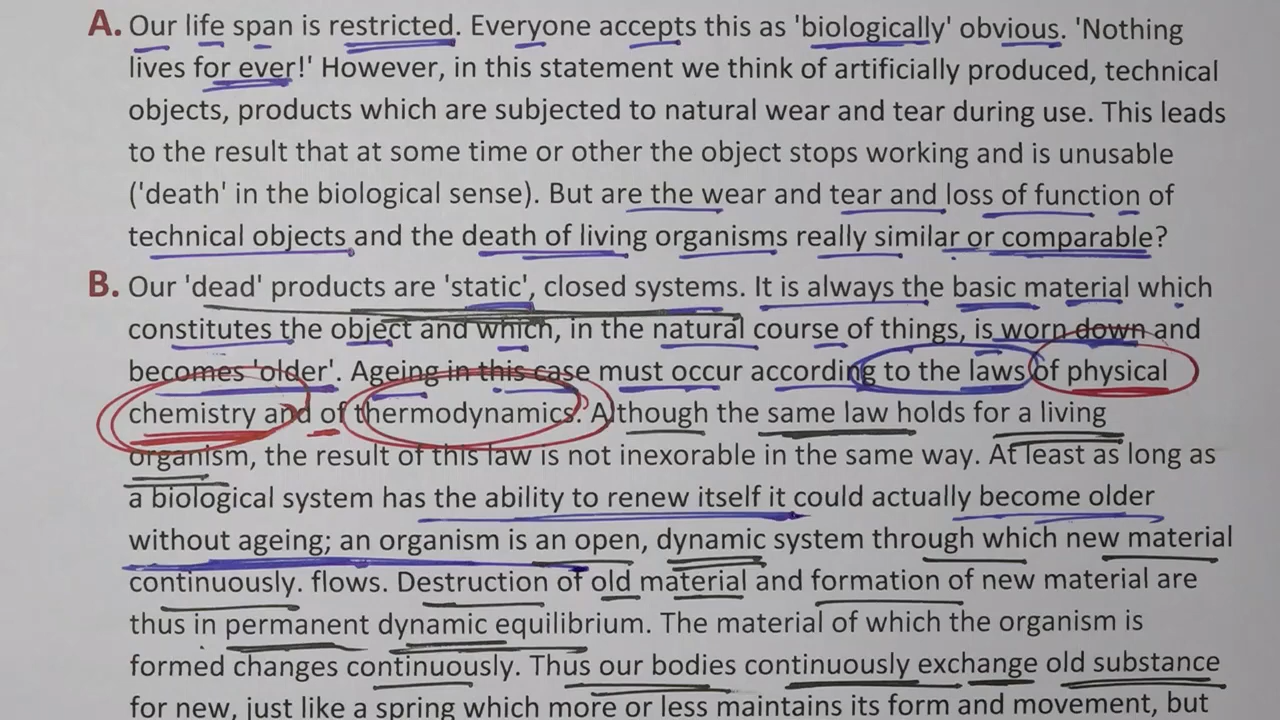 A. Our life span is restricted. Everyone accepts this as 'biologically' obvious. 'Nothing
lives for ever!' However, in this statement we think of artificially produced, technical
objects, products which are subjected to natural wear and tear during use. This leads
to the result that at some time or other the object stops working and is unusable
('death' in the biological sense). But are the wear and tear and loss of function of
technical objects and the death of living organisms really similar or comparable?
B. Our 'dead' products are 'static', closed systems. It is always the basic material which
constitutes the object and which, in the natural course of things, is worn down and
becomes 'older'. Ageing in this case must occur according to the laws of physical
chemistry and of thermodynamics. Although the same law holds for a living
organism, the result of this law is not inexorable in the same way. At least as long as
a biological system has the ability to renew itself it could actually become older
without ageing; an organism is an open, dynamic system through which new material
continuously. flows. Destruction of old material and formation of new material are
thus in permanent dynamic equilibrium. The material of which the organism is
formed changes continuously. Thus our bodies continuously exchange old substance
for new, just like a spring which more or less maintains its form and movement, but